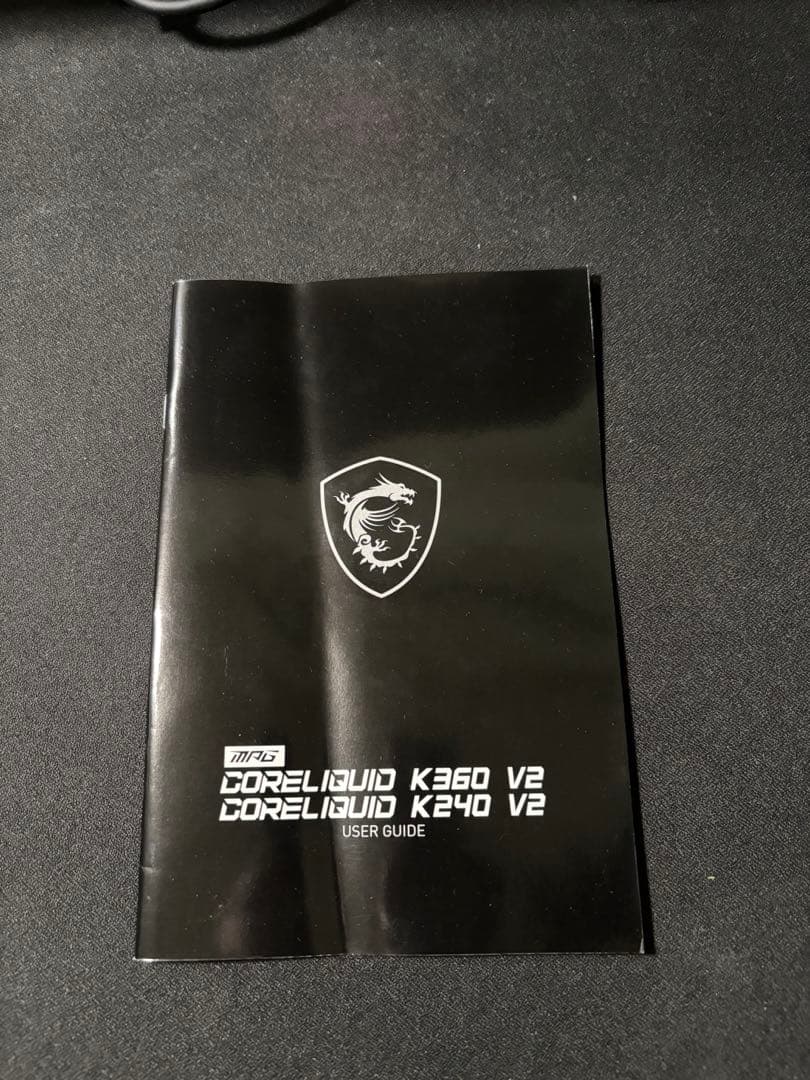 MPG
CORELIQUID K360 V2
CORELIQUID K240 V2
USER GUIDE